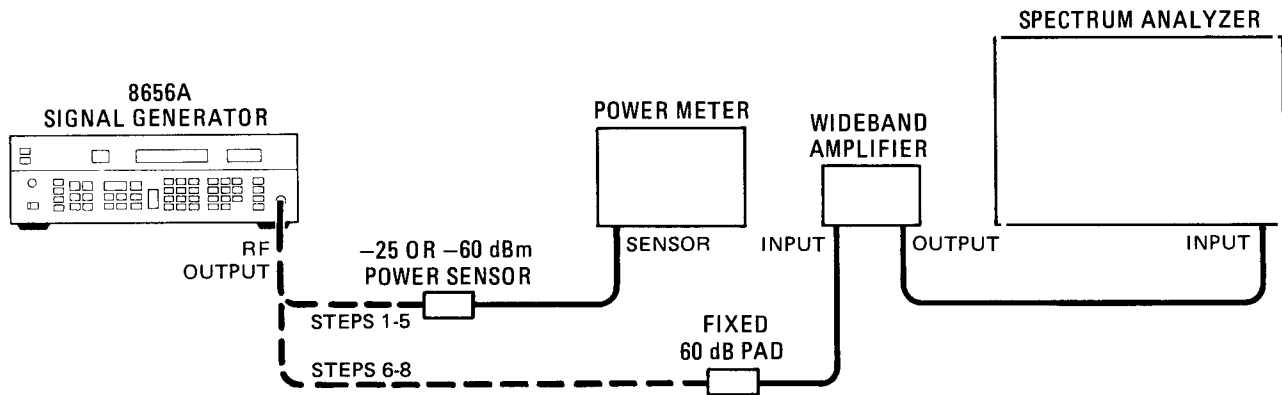 SPECTRUM ANALYZER
8656A
SIGNAL GENERATOR
POWER METER
WIDEBAND
AMPLIFIER
RF
OUTPUT
–25 OR –60 dBm
POWER SENSOR
SENSOR
INPUT
OUTPUT
INPUT
STEPS 1-5
FIXED
60 dB PAD
STEPS 6-8